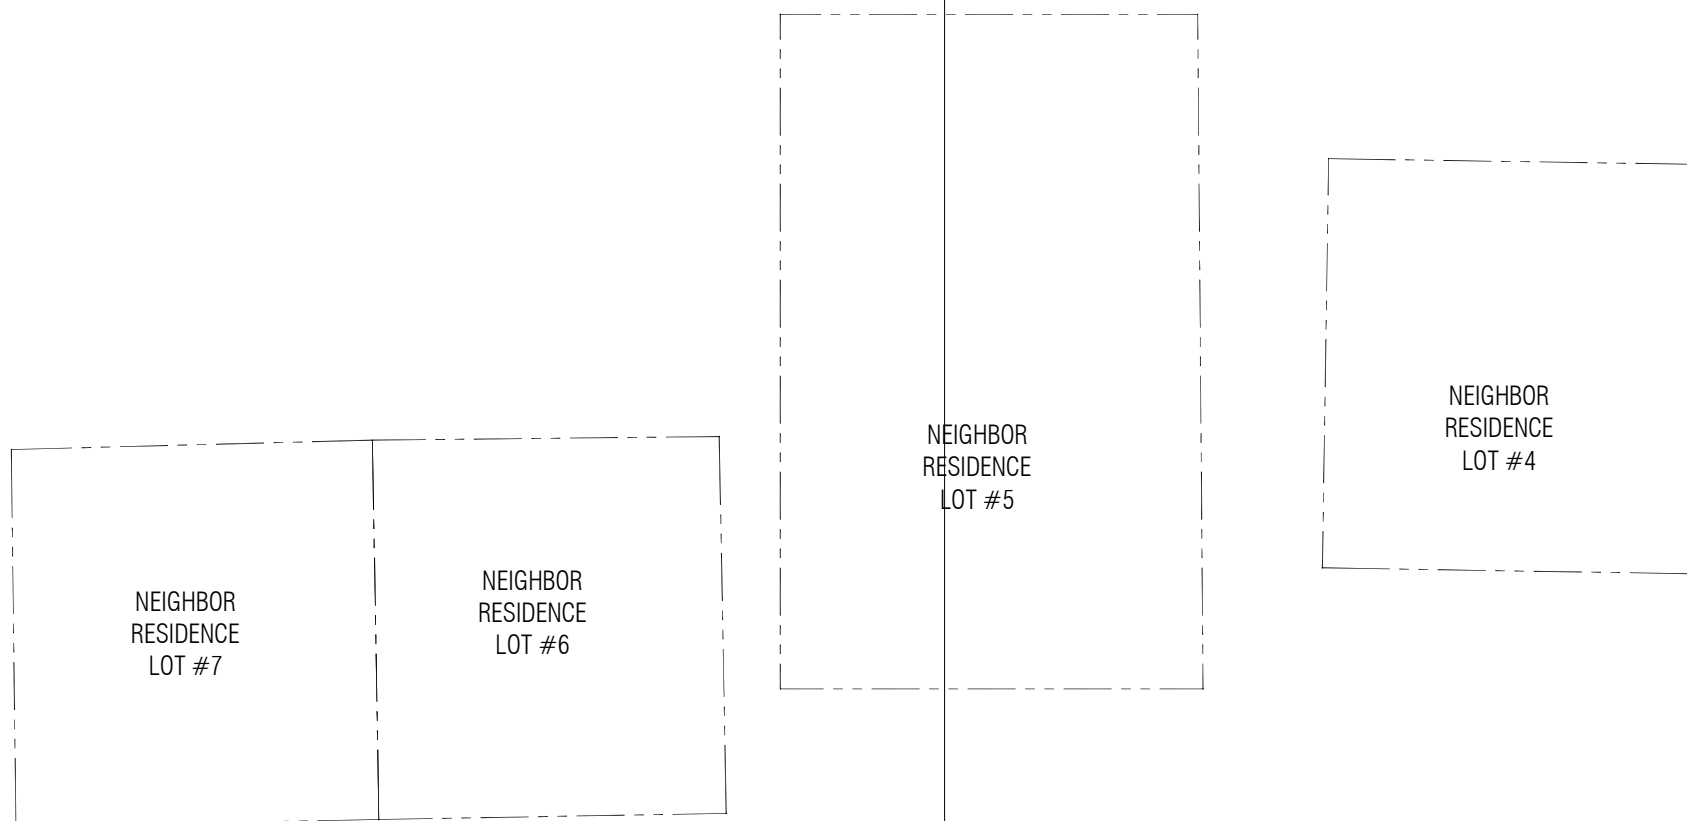 NEIGHBOR
RESIDENCE
LOT #7
NEIGHBOR
RESIDENCE
LOT #6
NEIGHBOR
RESIDENCE
LOT #5
NEIGHBOR
RESIDENCE
LOT #4